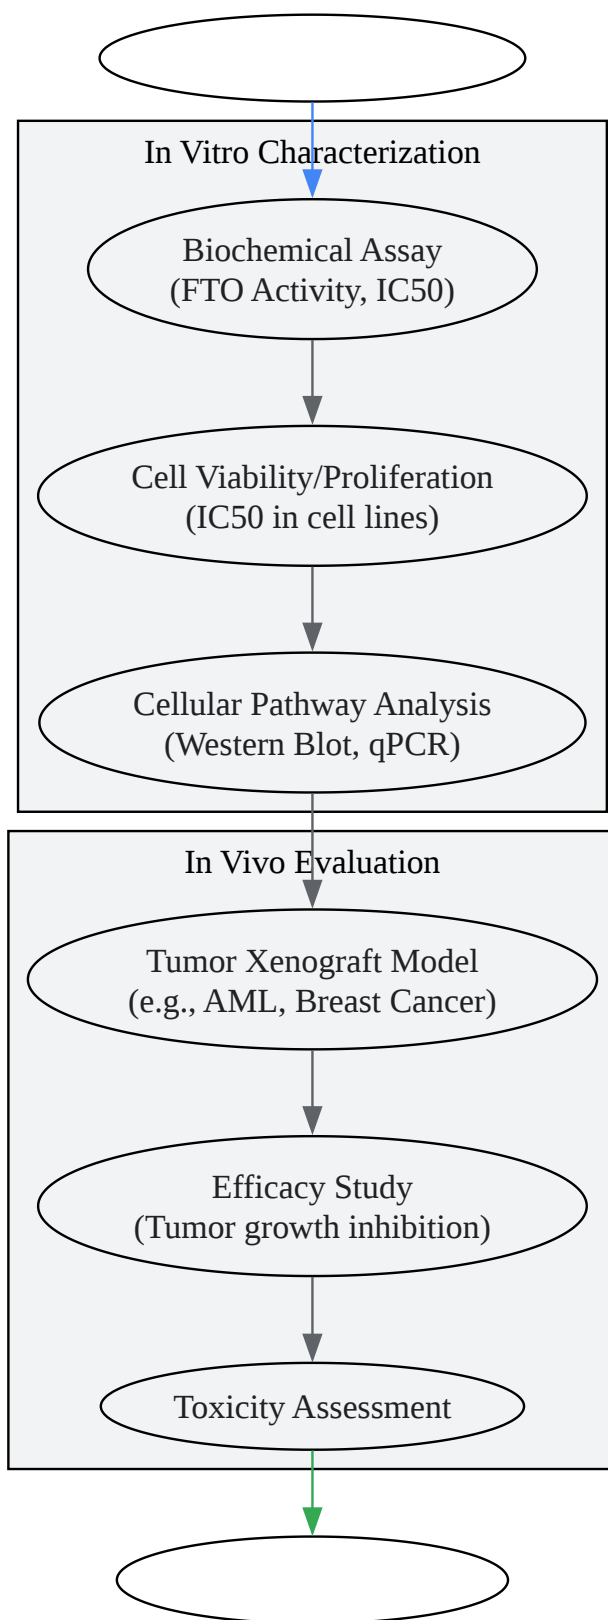 In Vitro Characterization
Biochemical Assay
(FTO Activity, IC50)
Cell Viability/Proliferation
(IC50 in cell lines)
Cellular Pathway Analysis
(Western Blot, qPCR)
In Vivo Evaluation
Tumor Xenograft Model
(e.g., AML, Breast Cancer)
Efficacy Study
(Tumor growth inhibition)
Toxicity Assessment